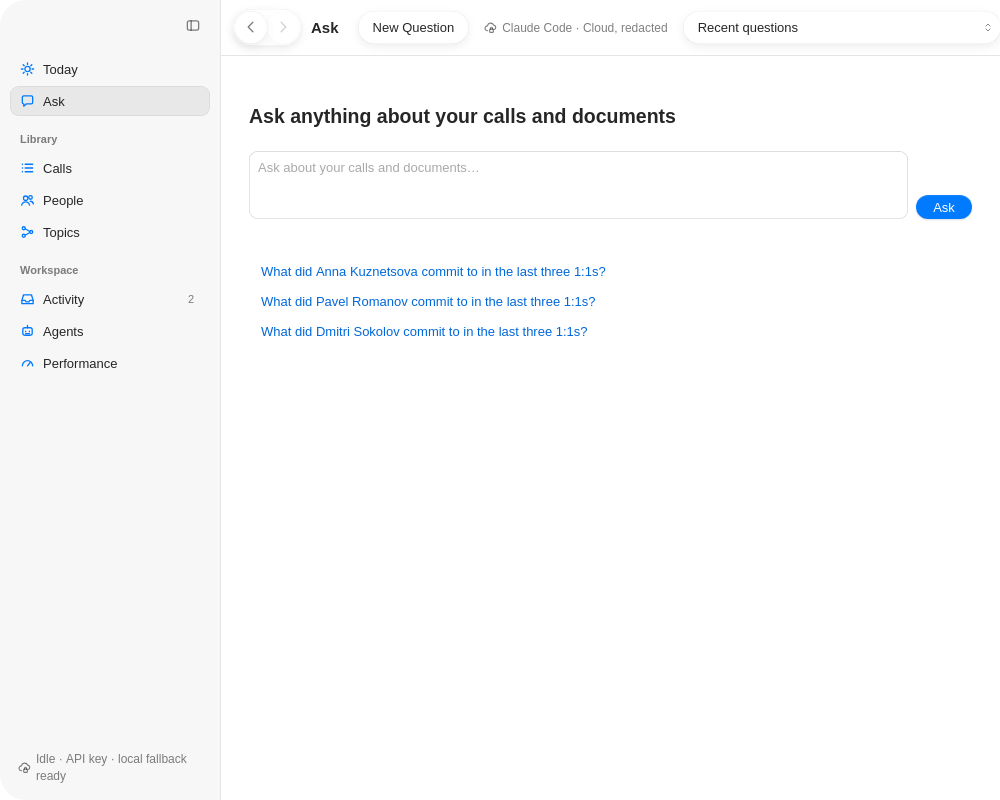 Ask
New Question
Claude Code · Cloud, redacted
Recent questions
Today
Ask
Library
Calls
People
Topics
Workspace
Activity 2
Agents
Performance
Idle · API key · local fallback
ready
Ask anything about your calls and documents
Ask about your calls and documents…
Ask
What did Anna Kuznetsova commit to in the last three 1:1s?
What did Pavel Romanov commit to in the last three 1:1s?
What did Dmitri Sokolov commit to in the last three 1:1s?